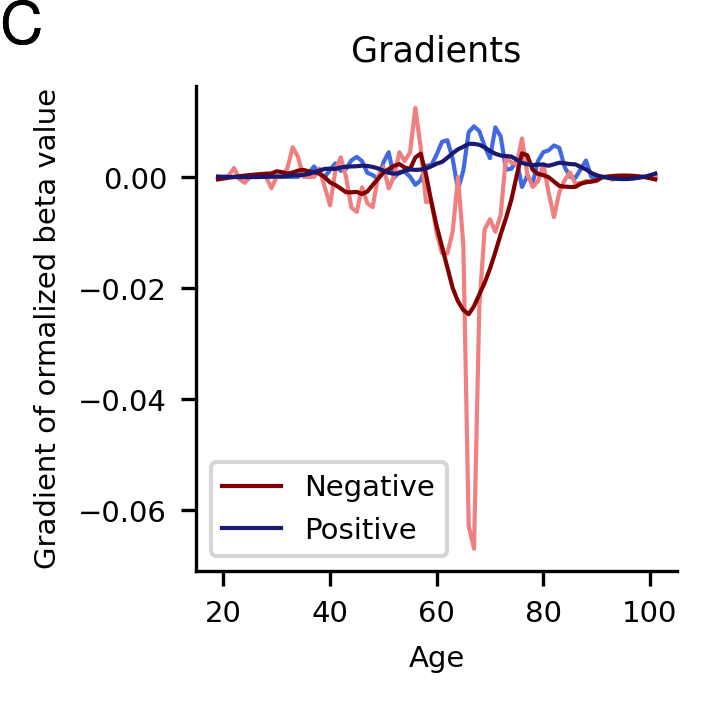 C
Gradients
Gradient of ormalized beta value
0.00
−0.02
−0.04
−0.06
Negative
Positive
20 40 60 80 100
Age